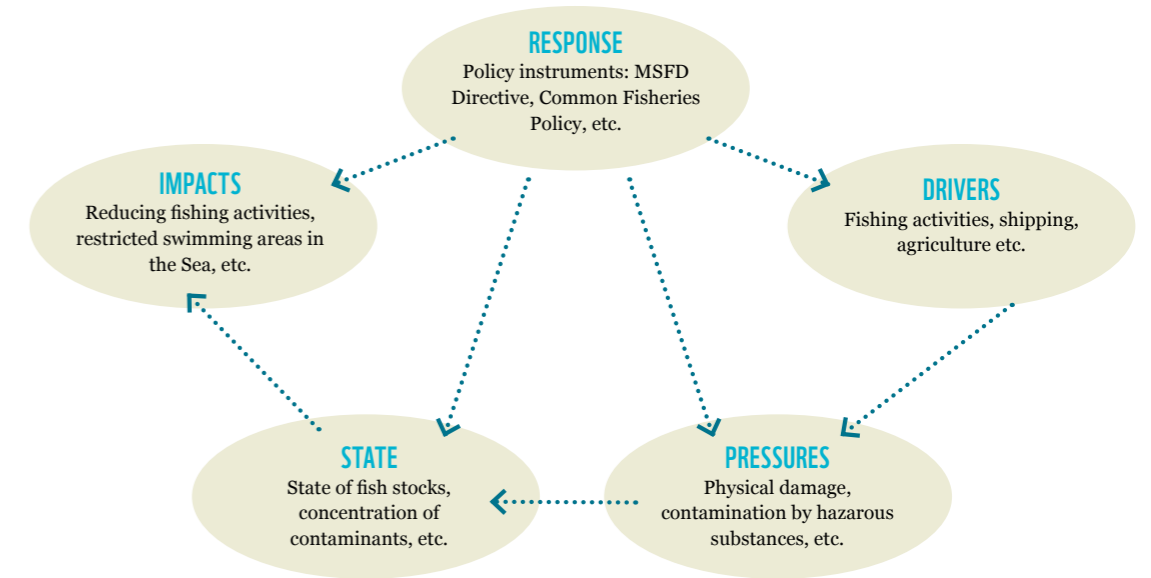 RESPONSE
Policy instruments: MSFD
Directive, Common Fisheries
Policy, etc.
IMPACTS
Reducing fishing activities,
restricted swimming areas in
the Sea, etc.
DRIVERS
Fishing activities, shipping,
agriculture etc.
STATE
State of fish stocks,
concentration of
contaminants, etc.
PRESSURES
Physical damage,
contamination by hazarous
substances, etc.